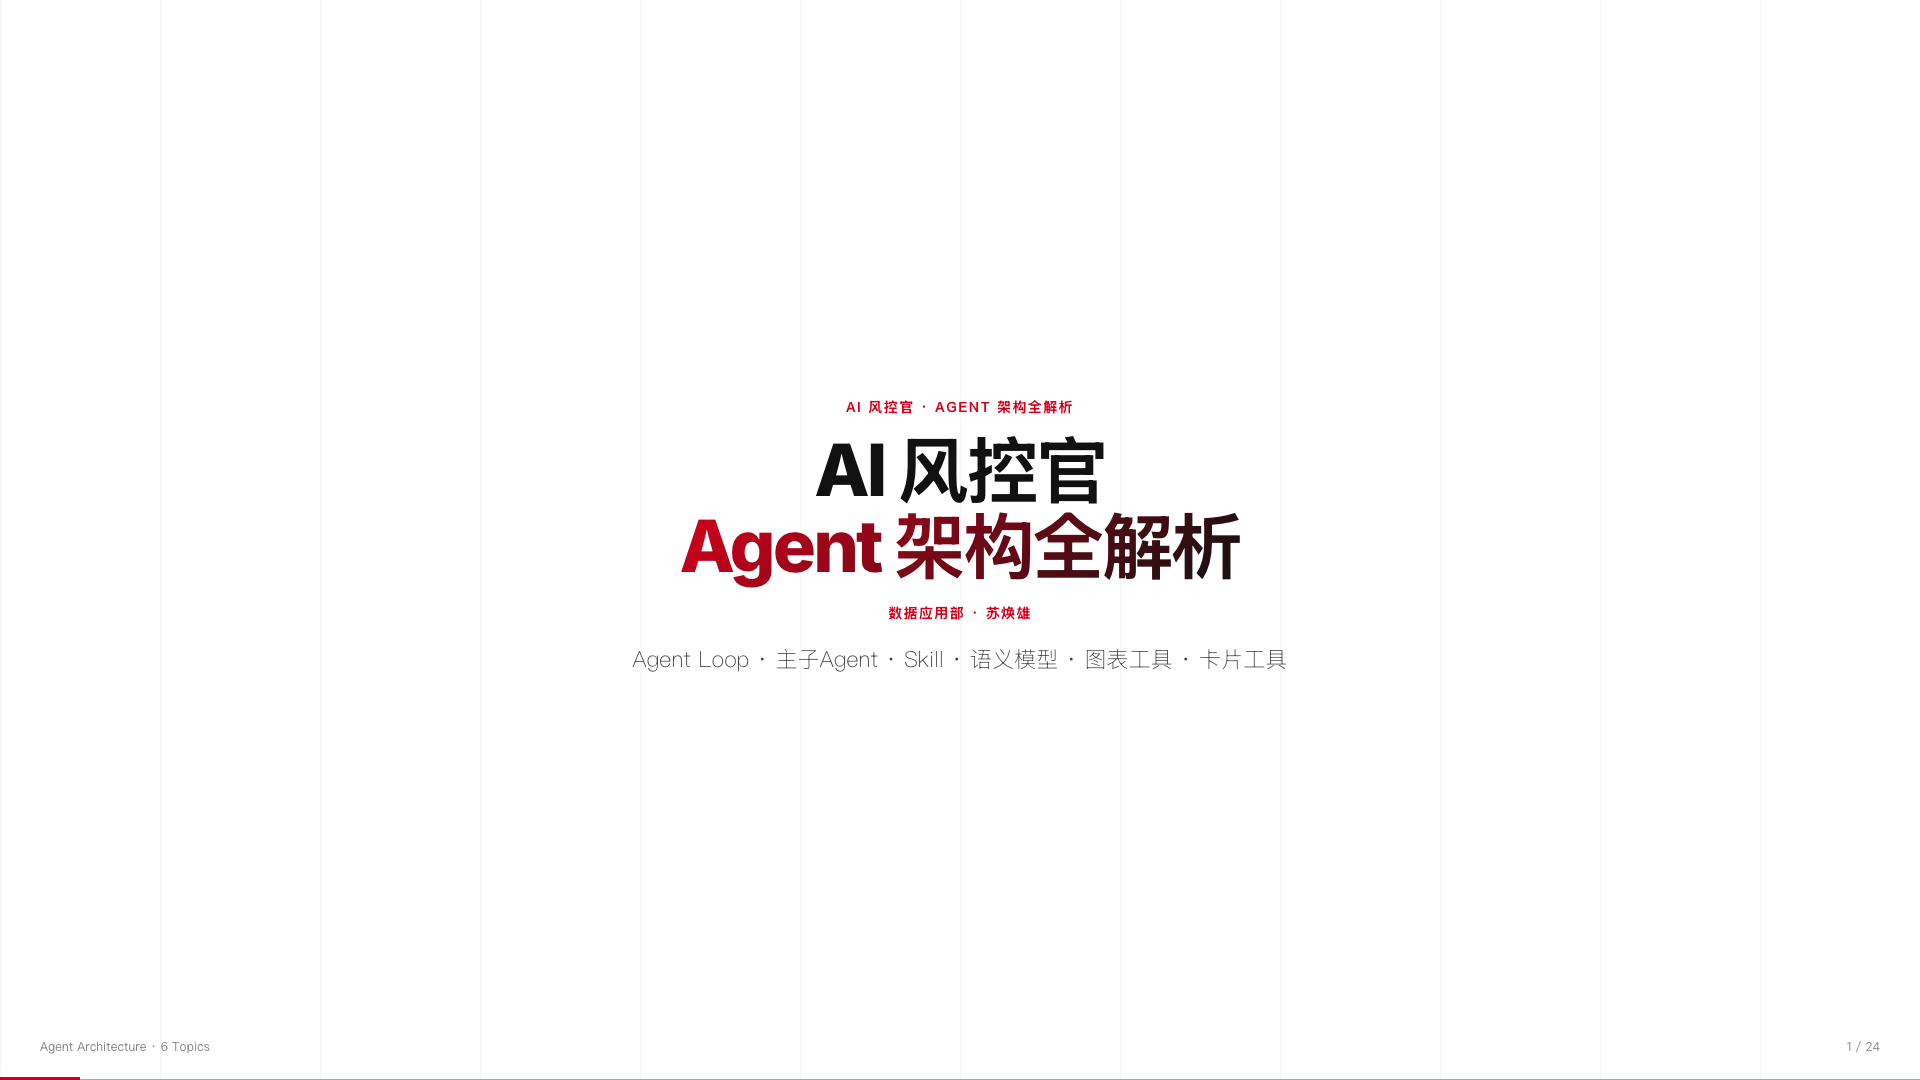 AI 风控官 · AGENT 架构全解析
AI 风控官
Agent 架构全解析
数据应用部 · 苏焕雄
Agent Loop · 主子Agent · Skill · 语义模型 · 图表工具 · 卡片工具
Agent Architecture · 6 Topics
1 / 24